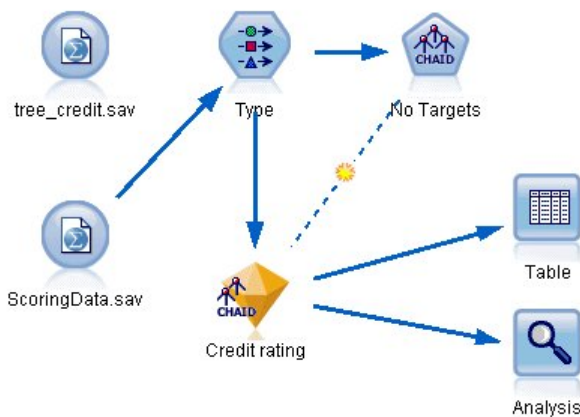 CHAID
tree_credit.sav
Type
No Targets
ScoringData.sav
CHAID
Credit rating
Table
Analysis